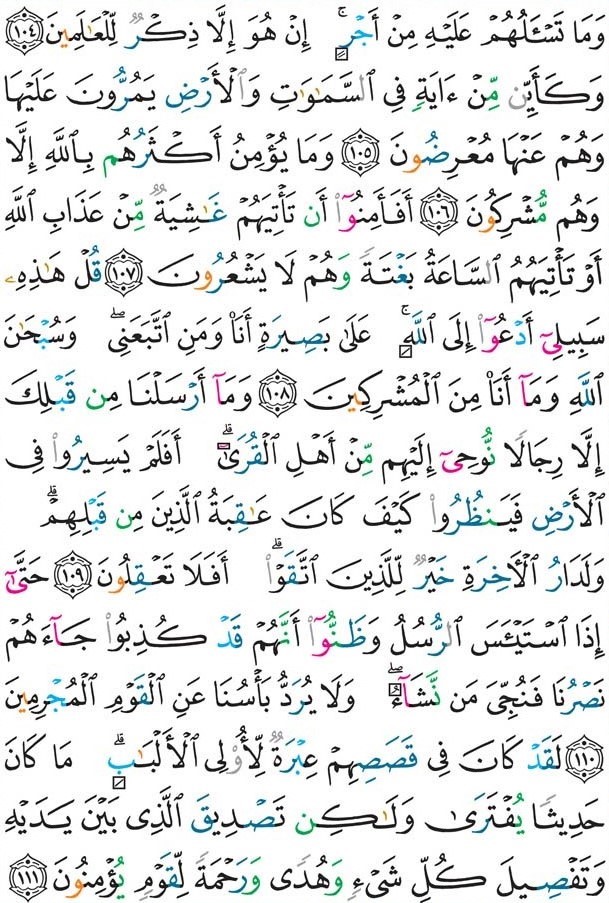 وَمَا تَسْـَٔلُهُمْ عَلَيْهِ مِنْ أَجْرٍ ۚ إِنْ هُوَ إِلَّا ذِكْرٌ لِّلْعَـٰلَمِينَ ١٠٤
وَكَأَيِّن مِّنْ ءَايَةٍ فِى ٱلسَّمَـٰوَٰتِ وَٱلْأَرْضِ يَمُرُّونَ عَلَيْهَا
وَهُمْ عَنْهَا مُعْرِضُونَ ١٠٥ وَمَا يُؤْمِنُ أَكْثَرُهُم بِٱللَّهِ إِلَّا
وَهُم مُّشْرِكُونَ ١٠٦ أَفَأَمِنُوٓا۟ أَن تَأْتِيَهُمْ غَـٰشِيَةٌ مِّنْ عَذَابِ ٱللَّهِ
أَوْ تَأْتِيَهُمُ ٱلسَّاعَةُ بَغْتَةً وَهُمْ لَا يَشْعُرُونَ ١٠٧ قُلْ هَـٰذِهِۦ
سَبِيلِىٓ أَدْعُوٓا۟ إِلَى ٱللَّهِ ۚ عَلَىٰ بَصِيرَةٍ أَنَا۠ وَمَنِ ٱتَّبَعَنِى ۖ وَسُبْحَـٰنَ
ٱللَّهِ وَمَآ أَنَا۠ مِنَ ٱلْمُشْرِكِينَ ١٠٨ وَمَآ أَرْسَلْنَا مِن قَبْلِكَ
إِلَّا رِجَالًا نُّوحِىٓ إِلَيْهِم مِّنْ أَهْلِ ٱلْقُرَىٰٓ ۗ أَفَلَمْ يَسِيرُوا۟ فِى
ٱلْأَرْضِ فَيَنظُرُوا۟ كَيْفَ كَانَ عَـٰقِبَةُ ٱلَّذِينَ مِن قَبْلِهِمْ ۗ
وَلَدَارُ ٱلْـَٔاخِرَةِ خَيْرٌ لِّلَّذِينَ ٱتَّقَوْا۟ ۗ أَفَلَا تَعْقِلُونَ ١٠٩ حَتَّىٰٓ
إِذَا ٱسْتَيْـَٔسَ ٱلرُّسُلُ وَظَنُّوٓا۟ أَنَّهُمْ قَدْ كُذِبُوا۟ جَآءَهُمْ
نَصْرُنَا فَنُجِّىَ مَن نَّشَآءُ ۖ وَلَا يُرَدُّ بَأْسُنَا عَنِ ٱلْقَوْمِ ٱلْمُجْرِمِينَ
١١٠ لَقَدْ كَانَ فِى قَصَصِهِمْ عِبْرَةٌ لِّأُو۟لِى ٱلْأَلْبَـٰبِ ۗ مَا كَانَ
حَدِيثًا يُفْتَرَىٰ وَلَـٰكِن تَصْدِيقَ ٱلَّذِى بَيْنَ يَدَيْهِ
وَتَفْصِيلَ كُلِّ شَىْءٍ وَهُدًى وَرَحْمَةً لِّقَوْمٍ يُؤْمِنُونَ ١١١